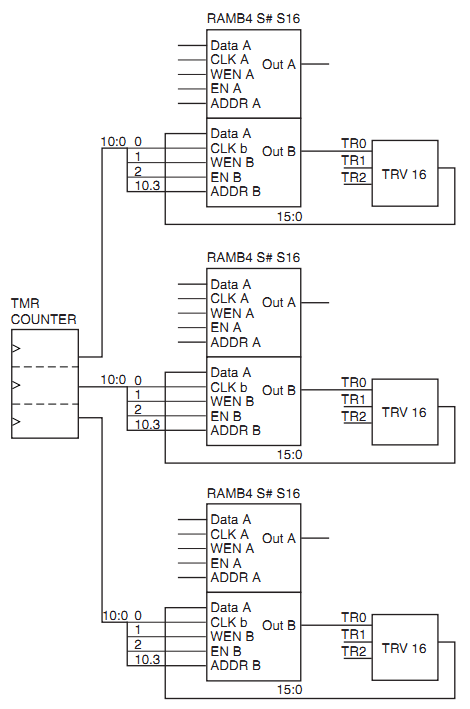 RAMB4 S# S16
Data A
CLK A
WEN A
EN A
ADDR A
Out A
Data A
CLK b
WEN B
EN B
ADDR B
Out B
10:0 0
1
2
10.3
TR0
TR1
TR2
TRV 16
15:0
RAMB4 S# S16
Data A
CLK A
WEN A
EN A
ADDR A
Out A
TMR
COUNTER
Data A
CLK b
WEN B
EN B
ADDR B
Out B
10:0 0
1
2
10.3
TR0
TR1
TR2
TRV 16
15:0
RAMB4 S# S16
Data A
CLK A
WEN A
EN A
ADDR A
Out A
Data A
CLK b
WEN B
EN B
ADDR B
Out B
10:0 0
1
2
10.3
TR0
TR1
TR2
TRV 16
15:0